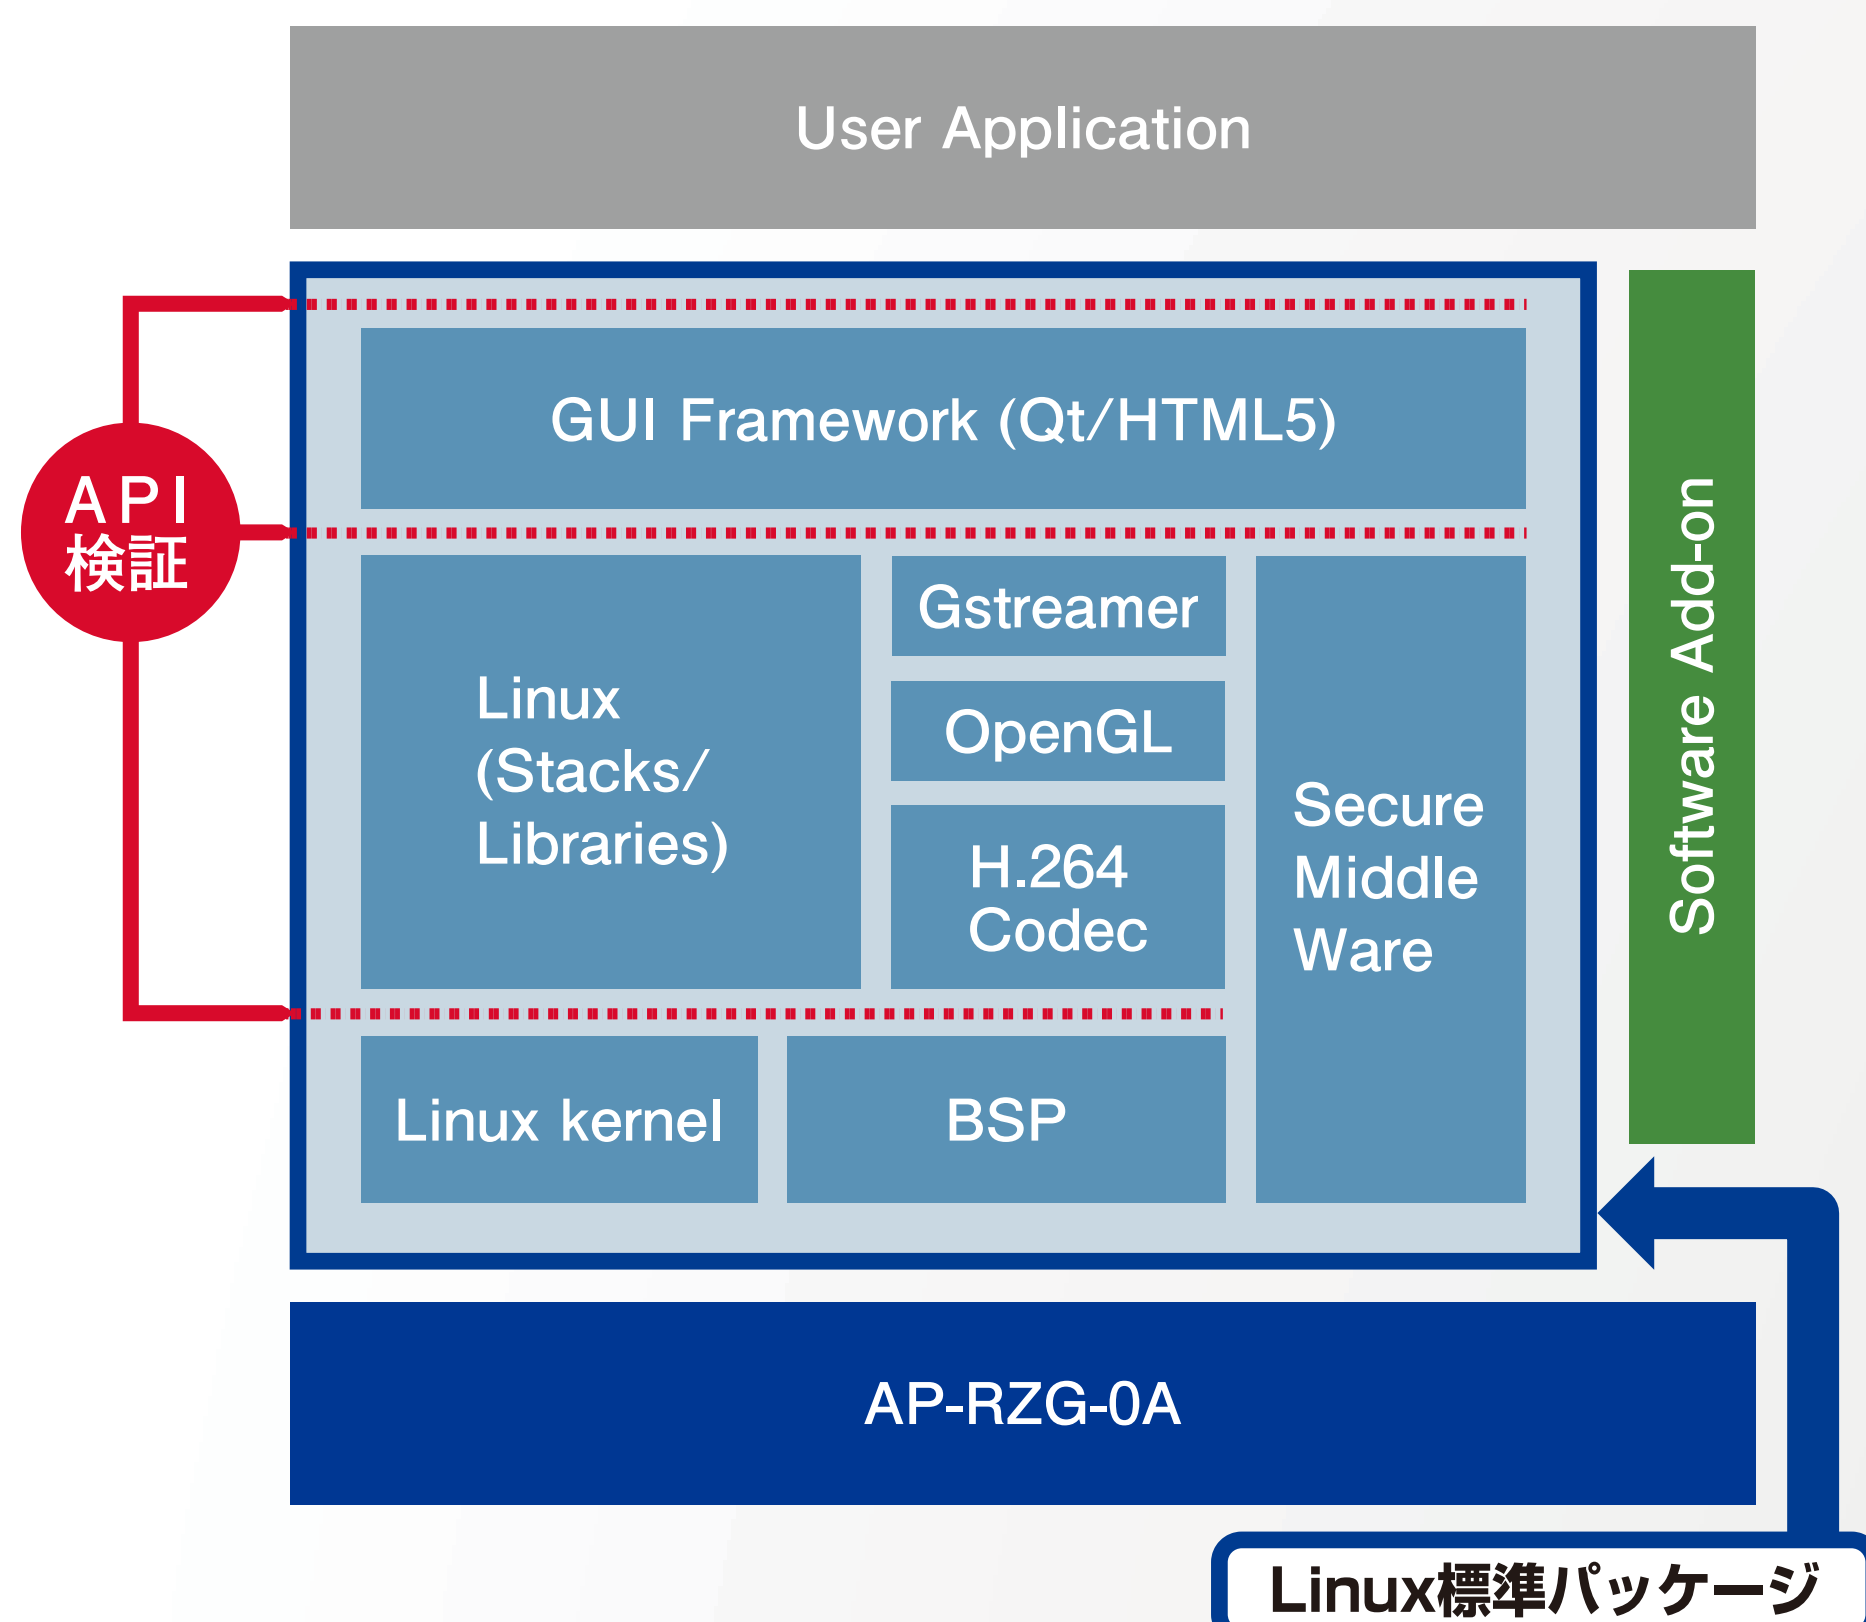 User Application
API
検証
GUI Framework (Qt/HTML5)
Linux
(Stacks/
Libraries)
Gstreamer
OpenGL
H.264
Codec
Secure
Middle
Ware
Linux kernel
BSP
Software Add-on
AP-RZG-0A
Linux標準パッケージ